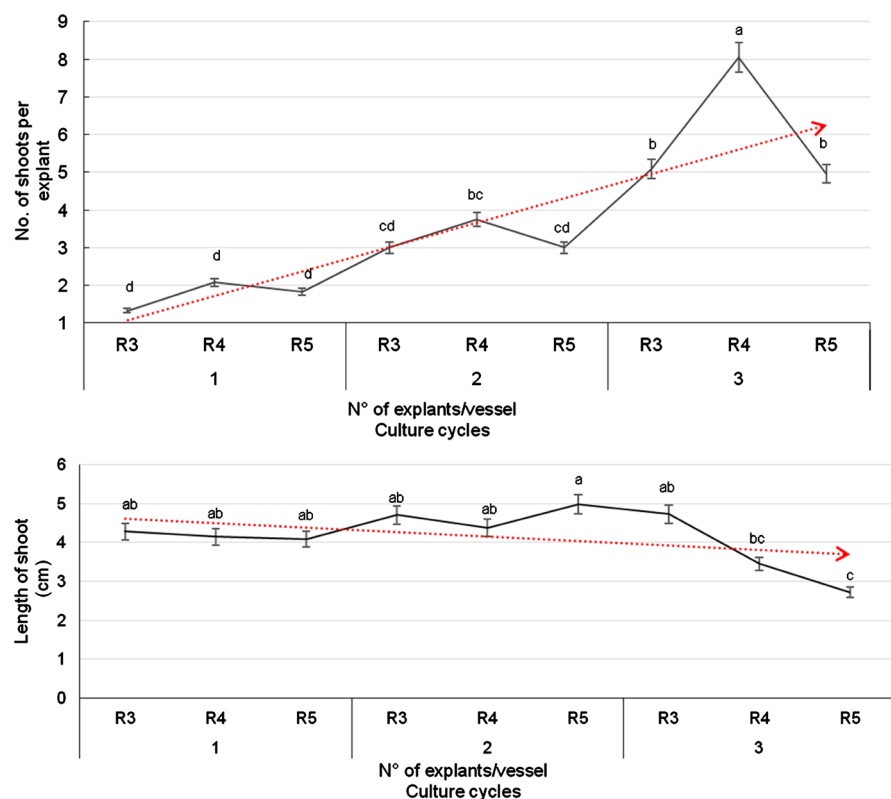 9
8
7
6
5
4
3
2
1
No. of shoots per
explant
d
d
d
cd
bc
cd
b
a
b
R3 R4 R5 R3 R4 R5 R3 R4 R5
1 2 3
N° of explants/vessel
Culture cycles
6
5
4
3
2
1
0
Length of shoot
(cm)
ab
ab
ab
ab
ab
a
ab
bc
c
R3 R4 R5 R3 R4 R5 R3 R4 R5
1 2 3
N° of explants/vessel
Culture cycles